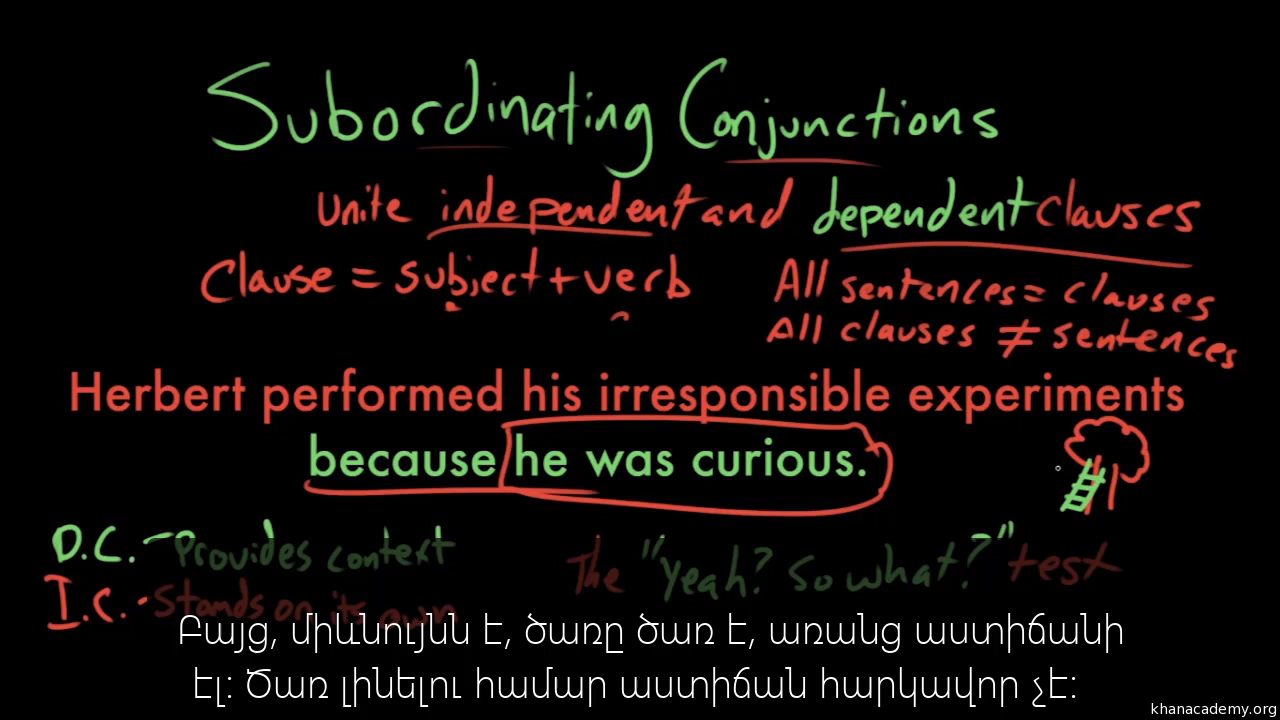 Subordinating Conjunctions
Unite independent and dependent clauses
Clause = subject + verb
All sentences = clauses
All clauses ≠ sentences
Herbert performed his irresponsible experiments
because he was curious.
D.C. - Provides context
I.C. - Stands on its own
The "Yeah? So what?" test
Բայց, միևնույնն է, ծառը ծառ է, առանց աստիճանի
էլ: Ծառ լինելու համար աստիճան հարկավոր չէ:
khanacademy.org